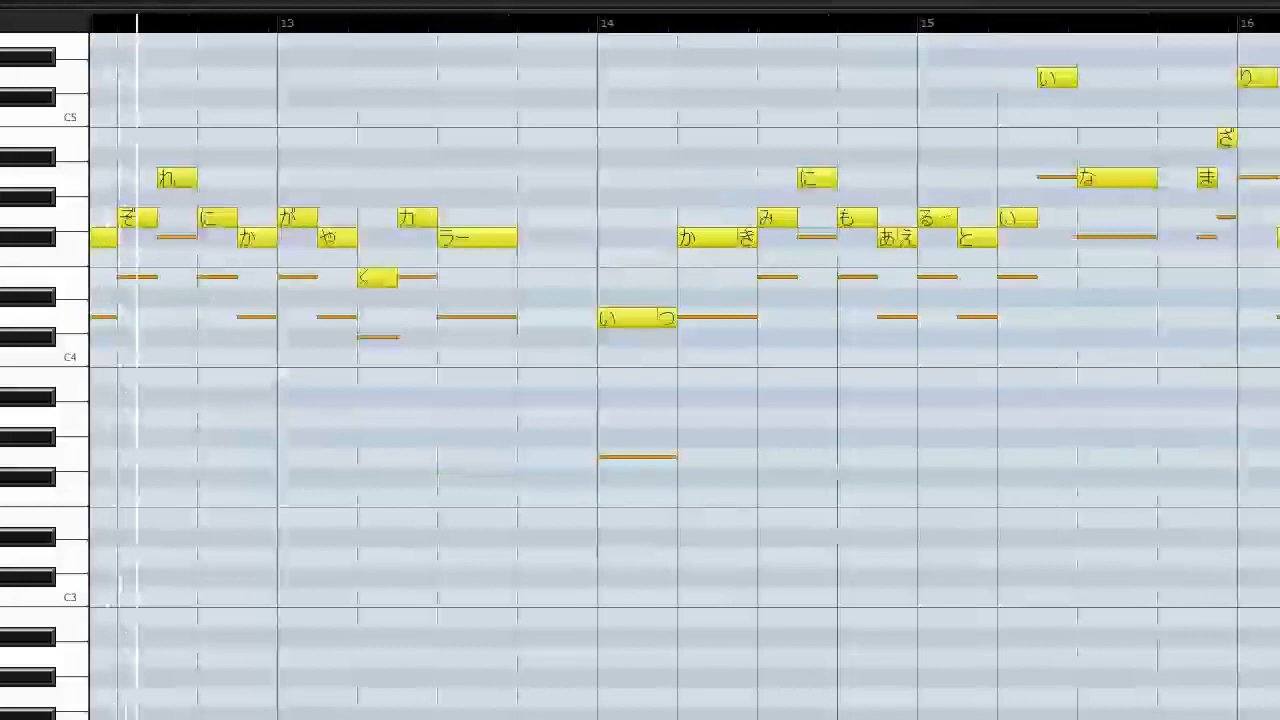 13 14 15 16
C5
C4
C3
ぞ れ に か が や く カ ラー い つ か き み に も あ え る と い い な ま ざ り